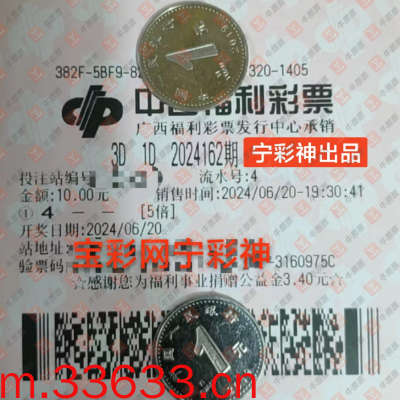 382F-5BF9-8
320-1405
中国福利彩票
广西福利彩票发行中心承销
3D 1D 2024162期
宁彩神出品
投注站编号
流水号:4
金额:10.00元
销售时间:2024/06/20-19:30:41
① 4 — — [5倍]
开奖日期:2024/06/20
站地址:
宝彩网宁彩神
验票码
-3160975C
☆感谢您为福利事业捐赠公益金3.40元☆
m.33633.cn